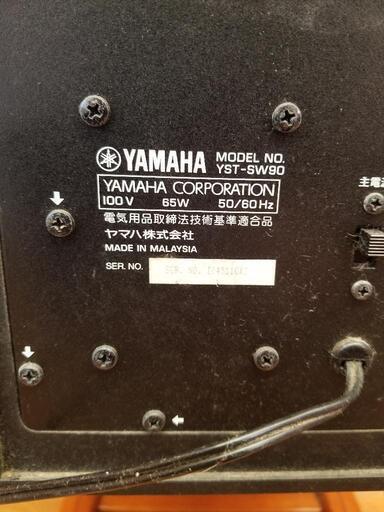 YAMAHA MODEL NO. YST-SW90
YAMAHA CORPORATION
100V 65W 50/60Hz
主電
電気用品取締法技術基準適合品
ヤマハ株式会社
MADE IN MALAYSIA
SER. NO. SER. NO.